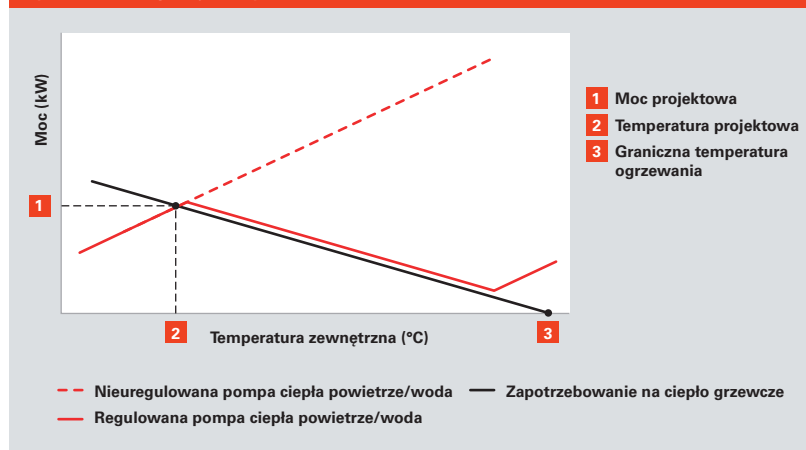 Moc (kW)
1
2
3
Temperatura zewnętrzna (°C)
1 Moc projektowa
2 Temperatura projektowa
3 Graniczna temperatura
ogrzewania
Nieuregulowana pompa ciepła powietrze/woda
Zapotrzebowanie na ciepło grzewcze
Regulowana pompa ciepła powietrze/woda